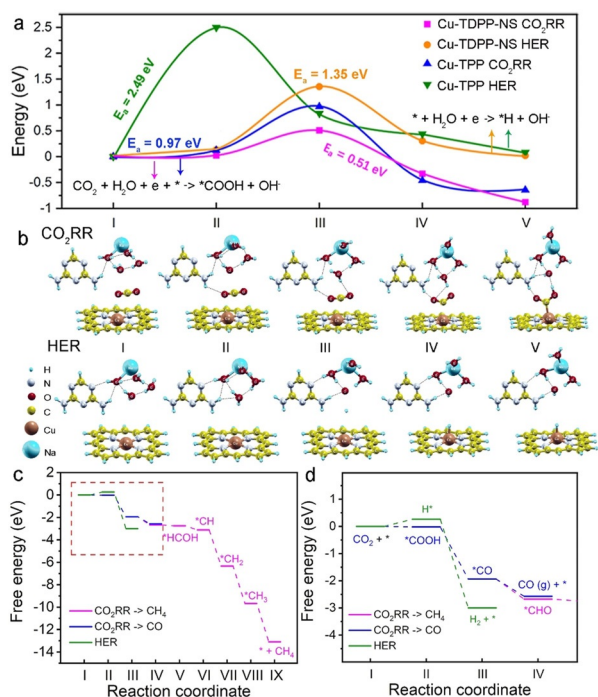 a
Energy (eV)
2.5
2.0
1.5
1.0
0.5
0.0
-0.5
-1
Cu-TDPP-NS CO2RR
Cu-TDPP-NS HER
Cu-TPP CO2RR
Cu-TPP HER
Ea = 2.49 eV
Ea = 1.35 eV
Ea = 0.97 eV
Ea = 0.51 eV
* + H2O + e -> *H + OH-
CO2 + H2O + e + * -> *COOH + OH-
I II III IV V
b CO2RR
I II III IV V
HER
H
N
O
C
Cu
Na
c
Free energy (eV)
0
-2
-4
-6
-8
-10
-12
-14
*HCOH
*CH
*CH2
*CH3
* + CH4
CO2RR -> CH4
CO2RR -> CO
HER
I II III IV V VI VII VIII IX
Reaction coordinate
d
Free energy (eV)
3
2
1
0
-1
-2
-3
-4
H*
CO2 + *
*COOH
*CO
CO (g) + *
*CHO
H2 + *
CO2RR -> CH4
CO2RR -> CO
HER
I II III IV
Reaction coordinate